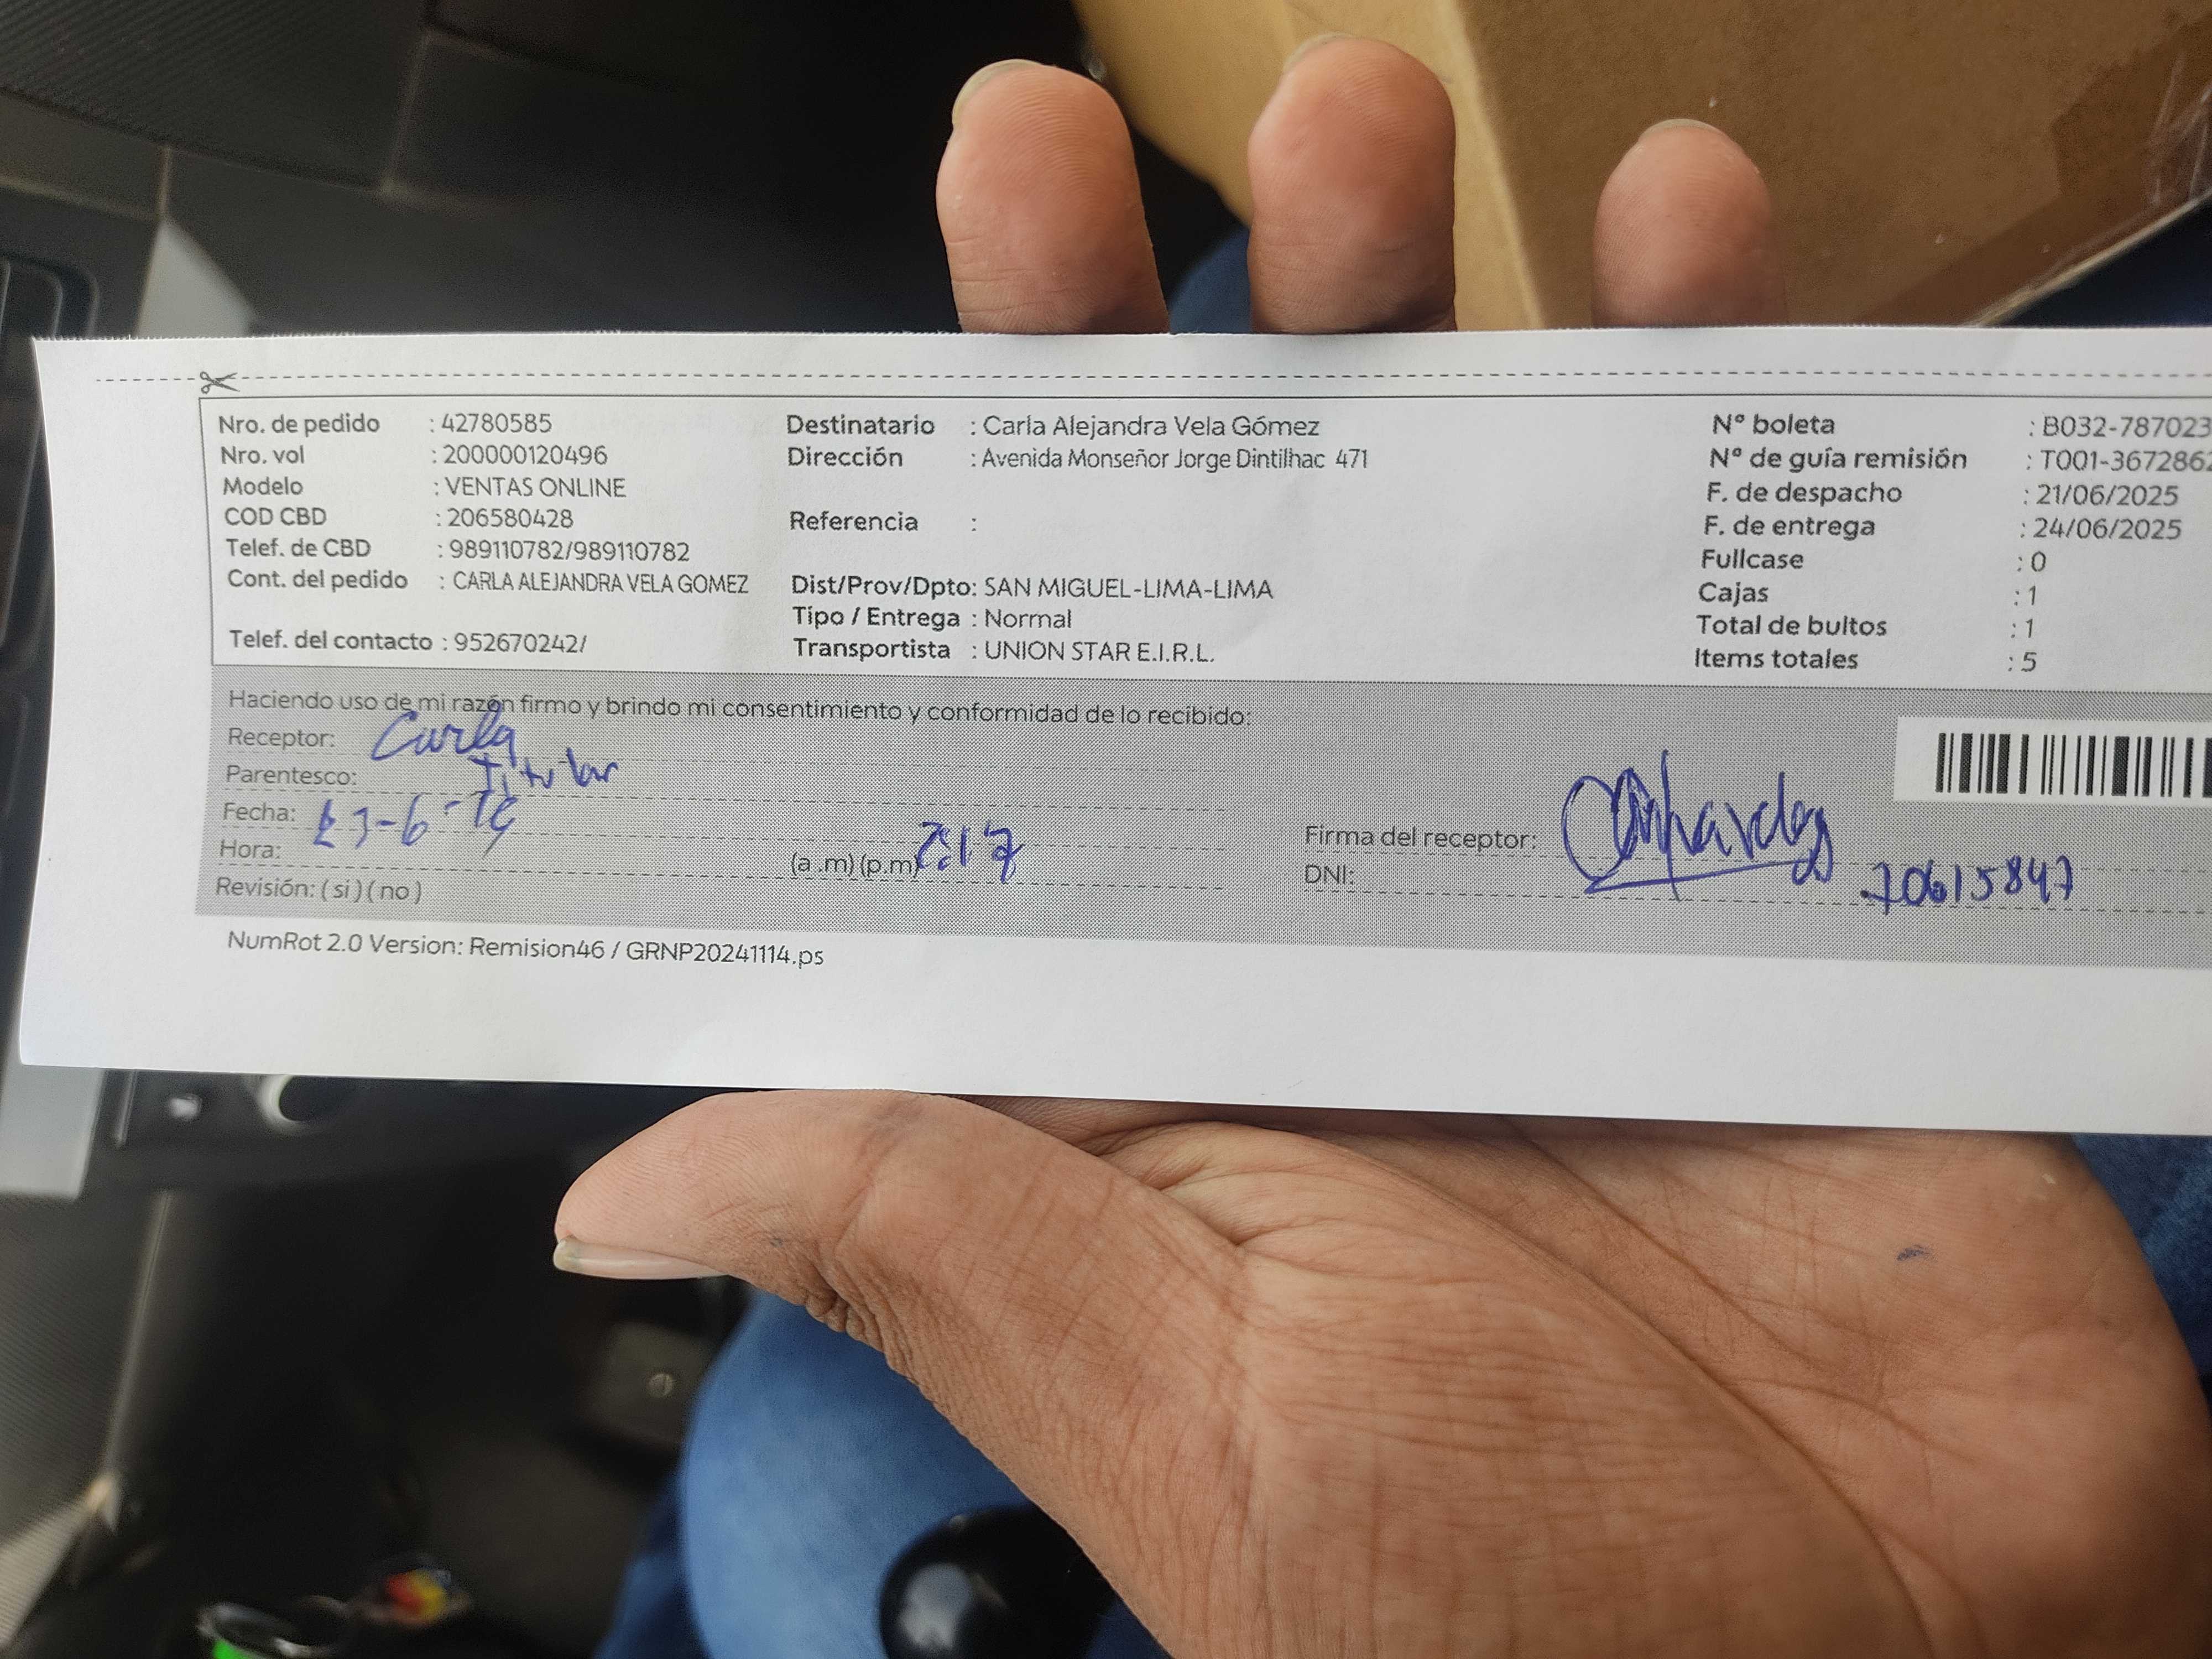 Nro. de pedido : 42780585
Nro. vol : 200000120496
Modelo : VENTAS ONLINE
COD CBD : 206580428
Telef. de CBD : 989110782/989110782
Cont. del pedido : CARLA ALEJANDRA VELA GOMEZ
Telef. del contacto : 952670242/
Destinatario : Carla Alejandra Vela Gómez
Dirección : Avenida Monseñor Jorge Dintilhac 471
Referencia :
Dist/Prov/Dpto: SAN MIGUEL-LIMA-LIMA
Tipo / Entrega : Normal
Transportista : UNION STAR E.I.R.L.
N° boleta : B032-787023
N° de guía remisión : T001-3672862
F. de despacho : 21/06/2025
F. de entrega : 24/06/2025
Fullcase : 0
Cajas : 1
Total de bultos : 1
Items totales : 5
Haciendo uso de mi razón firmo y brindo mi consentimiento y conformidad de lo recibido:
Receptor: Carla
Parentesco: Titular
Fecha:
Hora: (a .m) (p.m)
Revisión: ( si ) ( no )
Firma del receptor:
DNI: 70615847
NumRot 2.0 Version: Remision46 / GRNP20241114.ps